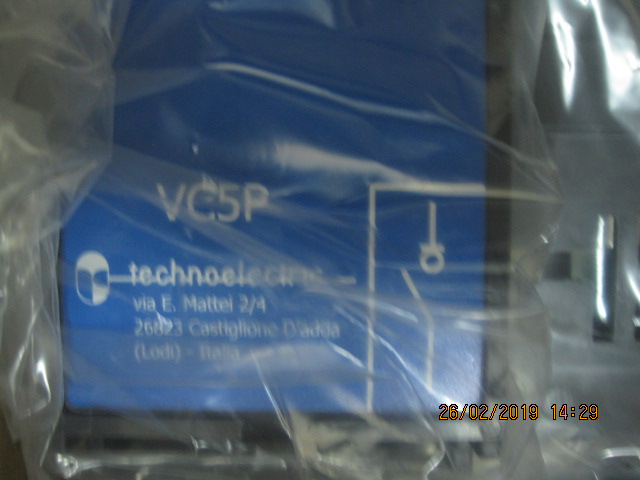 VC5P
technoelectric
via E. Mattei 2/4
26823 Castiglione D'adda
(Lodi) - Italia
26/02/2019 14:29